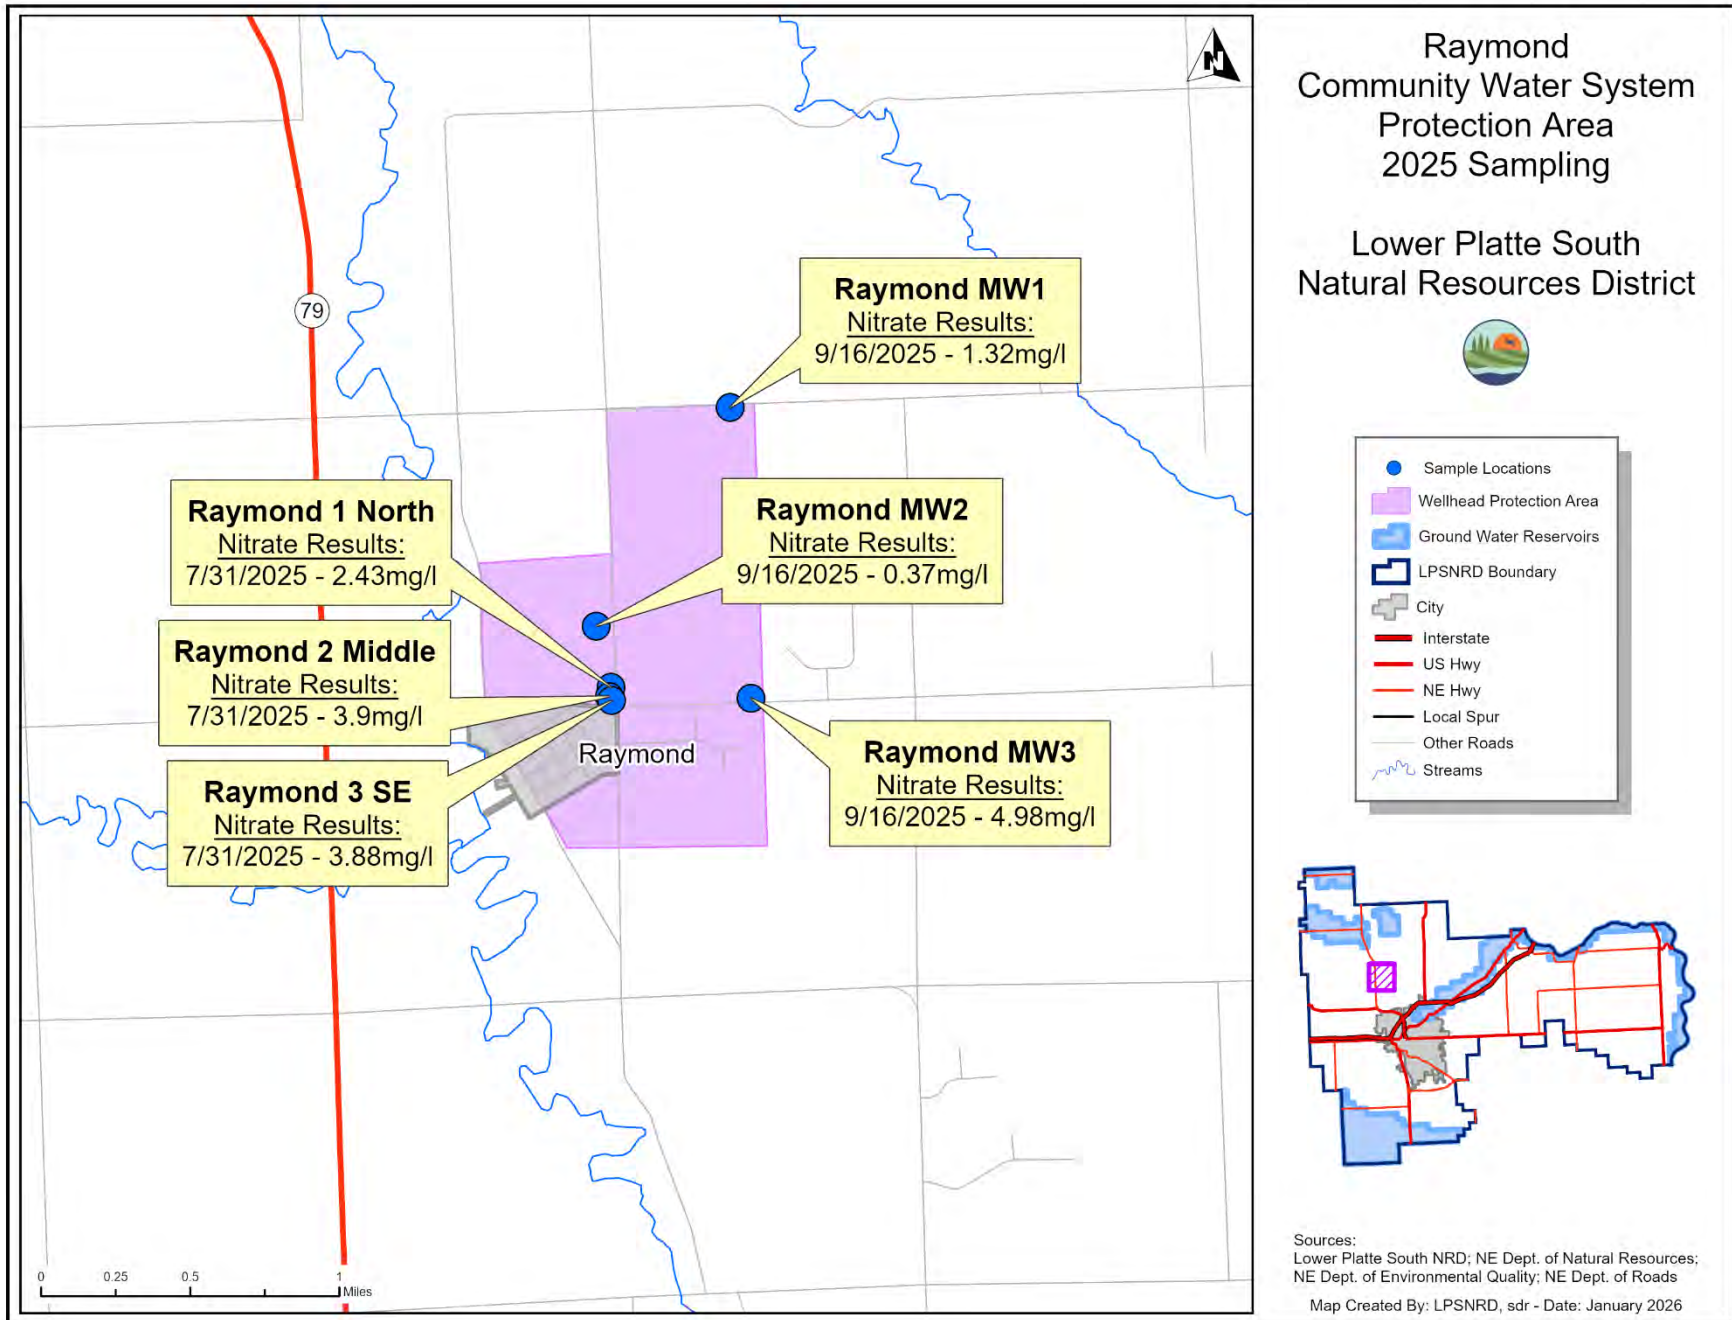 Raymond
Community Water System
Protection Area
2025 Sampling
Lower Platte South
Natural Resources District
N
79
Raymond MW1
Nitrate Results:
9/16/2025 - 1.32mg/l
Raymond 1 North
Nitrate Results:
7/31/2025 - 2.43mg/l
Raymond MW2
Nitrate Results:
9/16/2025 - 0.37mg/l
Raymond 2 Middle
Nitrate Results:
7/31/2025 - 3.9mg/l
Raymond
Raymond MW3
Nitrate Results:
9/16/2025 - 4.98mg/l
Raymond 3 SE
Nitrate Results:
7/31/2025 - 3.88mg/l
Sample Locations
Wellhead Protection Area
Ground Water Reservoirs
LPSNRD Boundary
City
Interstate
US Hwy
NE Hwy
Local Spur
Other Roads
Streams
0 0.25 0.5 1
Miles
Sources:
Lower Platte South NRD; NE Dept. of Natural Resources;
NE Dept. of Environmental Quality; NE Dept. of Roads
Map Created By: LPSNRD, sdr - Date: January 2026